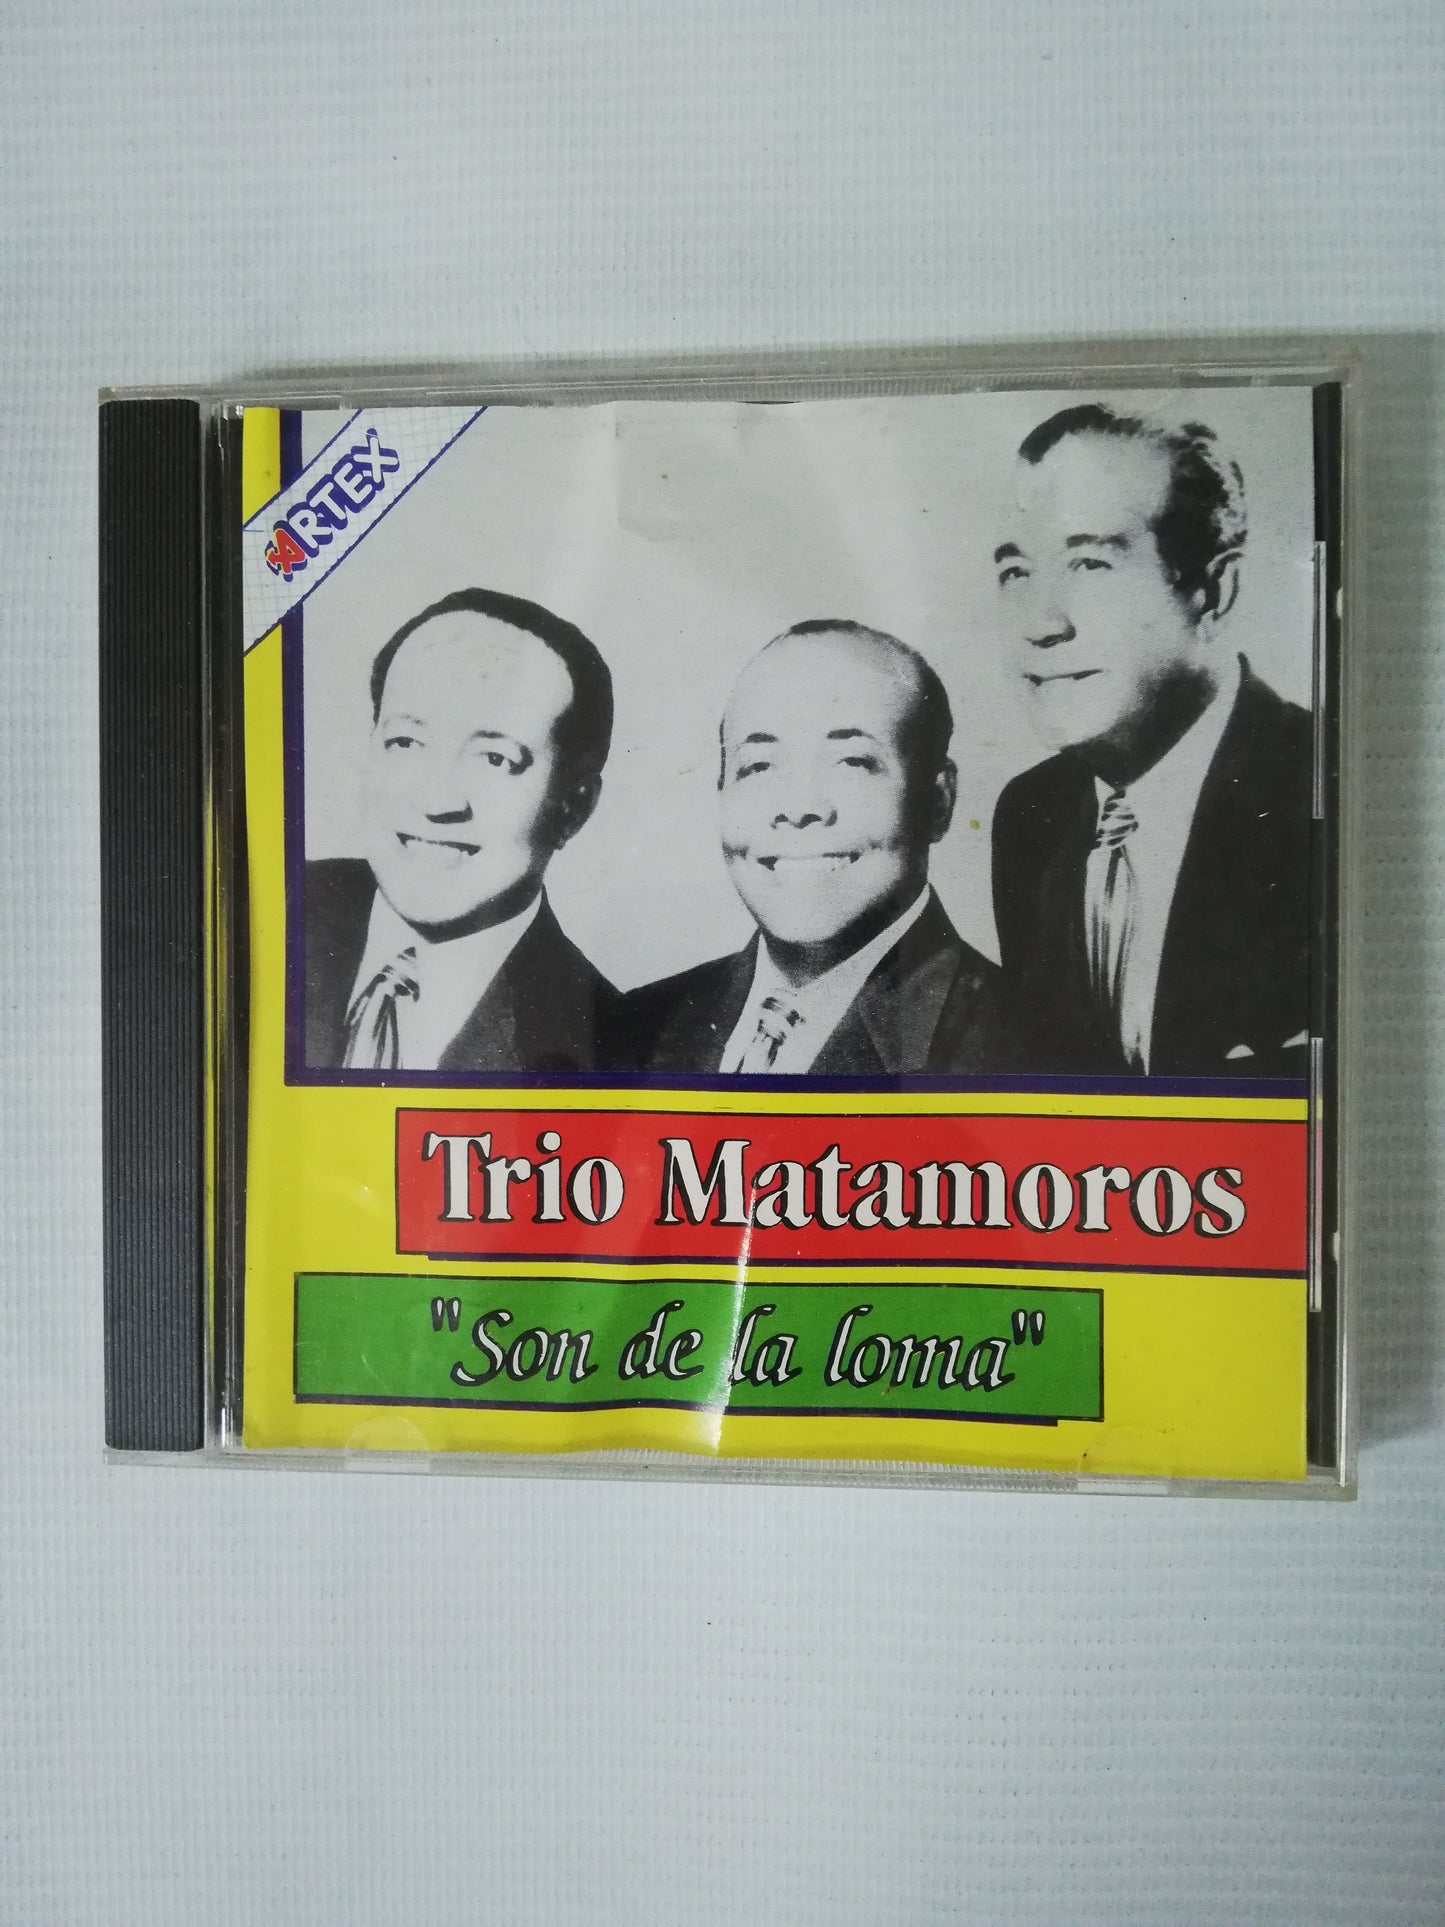 ARTEX
Trio Matamoros
"Son de la loma"